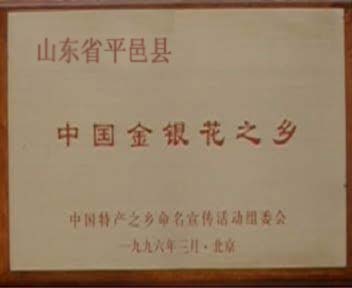 山东省平邑县
中国金银花之乡
中国特产之乡命名宣传活动组委会
一九九六年三月·北京